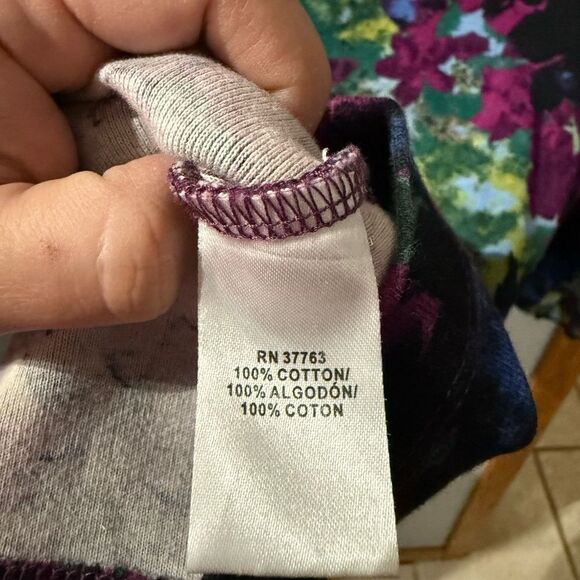 RN 37763
100% COTTON/
100% ALGODÓN/
100% COTON